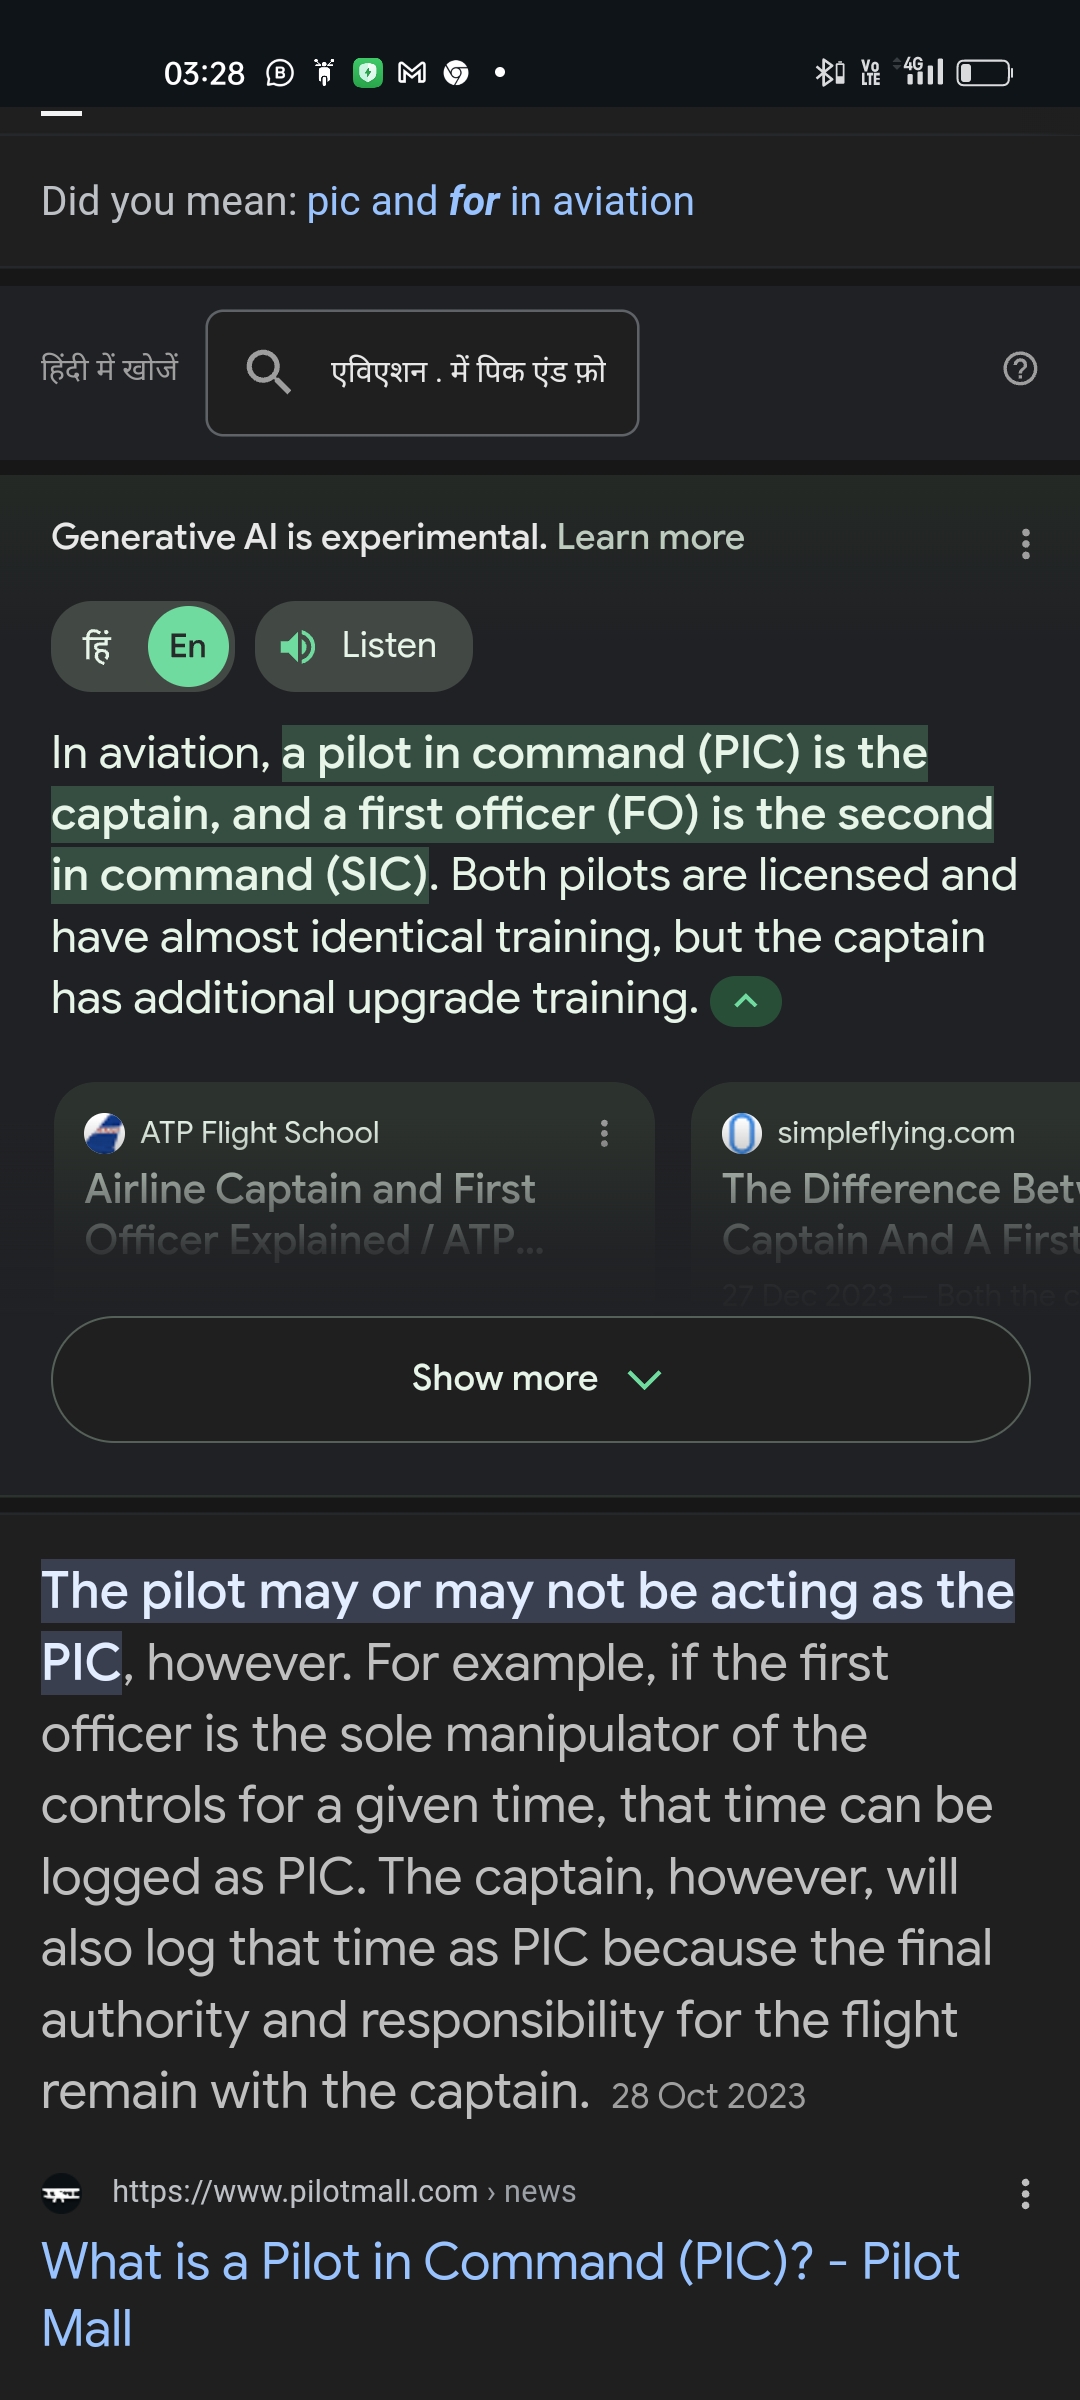 03:28
Vo LTE 4G
Did you mean: pic and for in aviation
हिंदी में खोजें
एविएशन . में पिक एंड फ़ो
Generative AI is experimental. Learn more
हिं En Listen
In aviation, a pilot in command (PIC) is the
captain, and a first officer (FO) is the second
in command (SIC). Both pilots are licensed and
have almost identical training, but the captain
has additional upgrade training.
ATP Flight School
Airline Captain and First
Officer Explained / ATP...
simpleflying.com
The Difference Betw
Captain And A First
27 Dec 2023 — Both the c
Show more
The pilot may or may not be acting as the
PIC, however. For example, if the first
officer is the sole manipulator of the
controls for a given time, that time can be
logged as PIC. The captain, however, will
also log that time as PIC because the final
authority and responsibility for the flight
remain with the captain. 28 Oct 2023
https://www.pilotmall.com › news
What is a Pilot in Command (PIC)? - Pilot
Mall